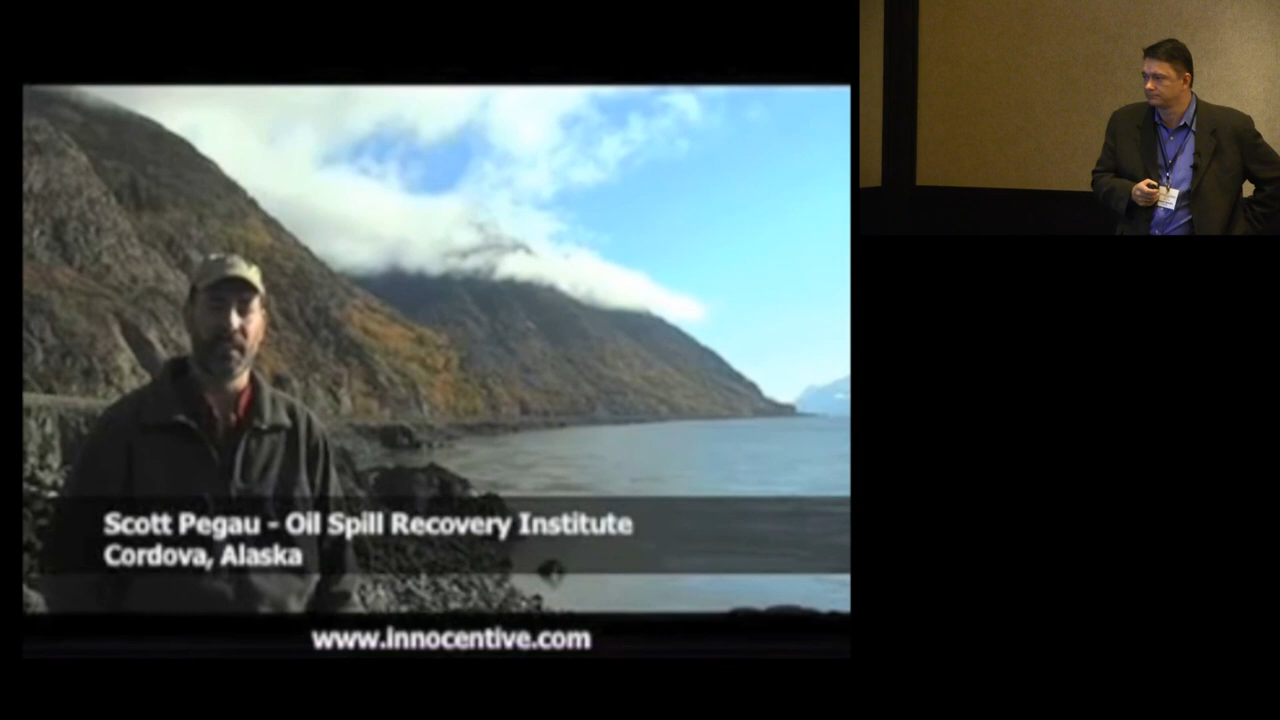 Scott Pegau - Oil Spill Recovery Institute
Cordova, Alaska
www.innocentive.com